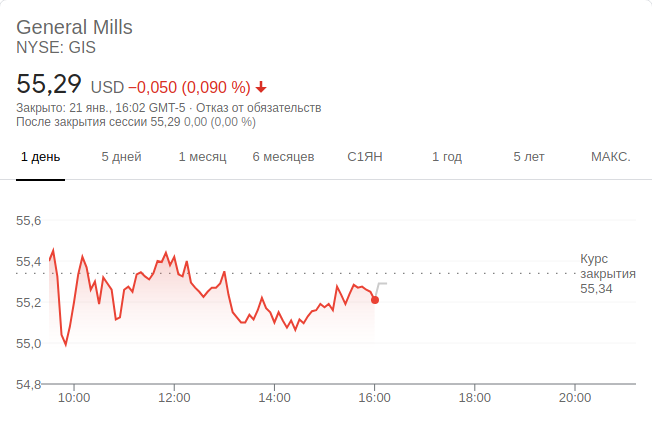 General Mills
NYSE: GIS
55,29 USD −0,050 (0,090 %)
Закрыто: 21 янв., 16:02 GMT-5 · Отказ от обязательств
После закрытия сессии 55,29 0,00 (0,00 %)
1 день 5 дней 1 месяц 6 месяцев С1ЯН 1 год 5 лет МАКС.
55,6
55,4
55,2
55,0
54,8
Курс
закрытия
55,34
10:00 12:00 14:00 16:00 18:00 20:00